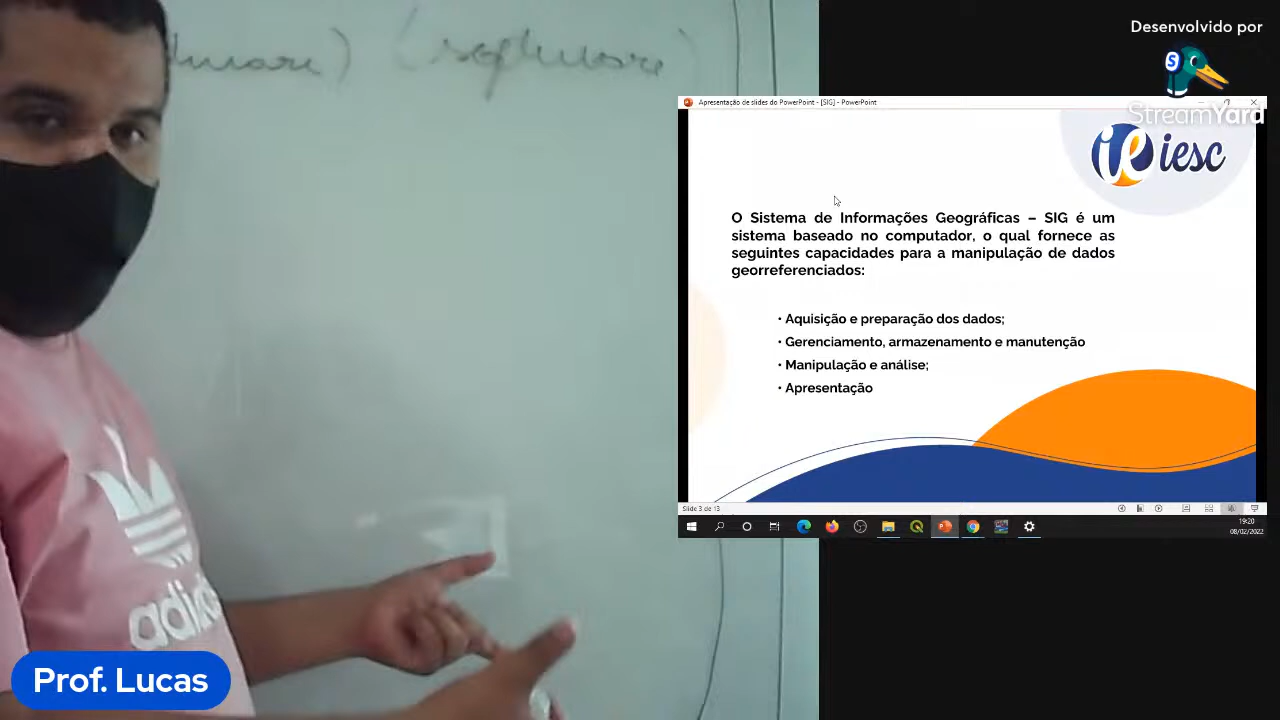 (software)
Desenvolvido por
S
StreamYard
Apresentação de slides do PowerPoint - [SIG] - PowerPoint
iesc
O Sistema de Informações Geográficas – SIG é um
sistema baseado no computador, o qual fornece as
seguintes capacidades para a manipulação de dados
georreferenciados:
• Aquisição e preparação dos dados;
• Gerenciamento, armazenamento e manutenção
• Manipulação e análise;
• Apresentação
Slide 3 de 13
19:20
08/02/2022
adidas
Prof. Lucas